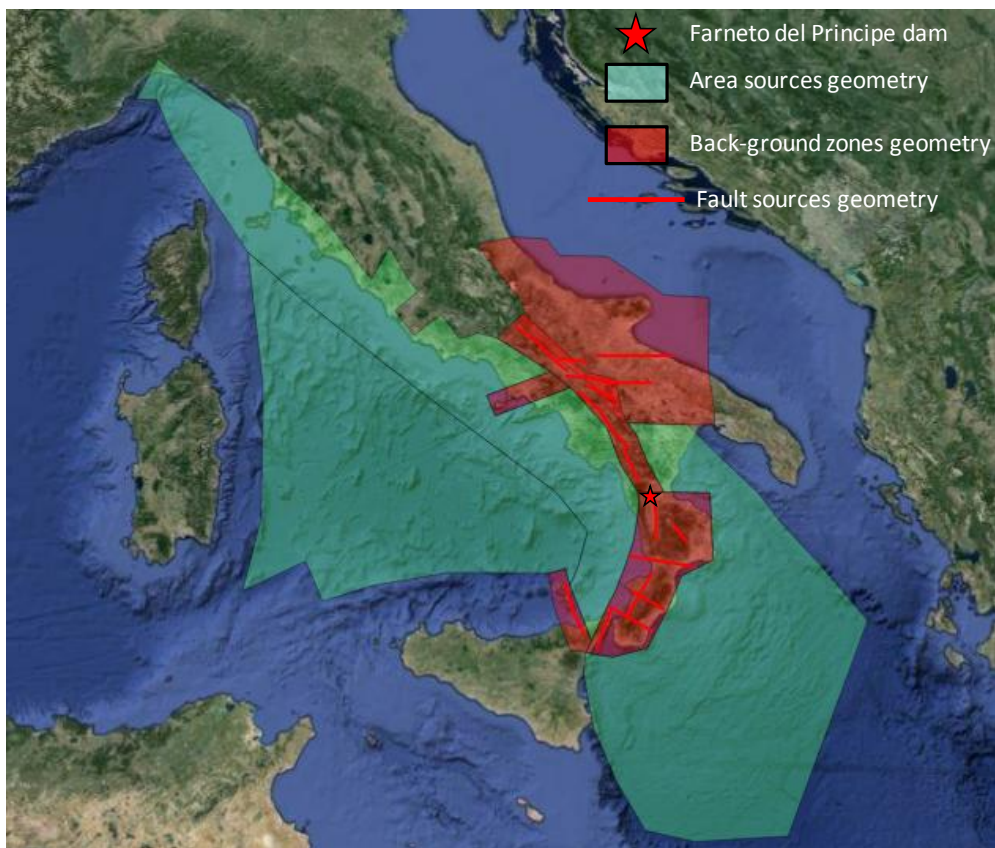 Farneto del Principe dam
Area sources geometry
Back-ground zones geometry
Fault sources geometry